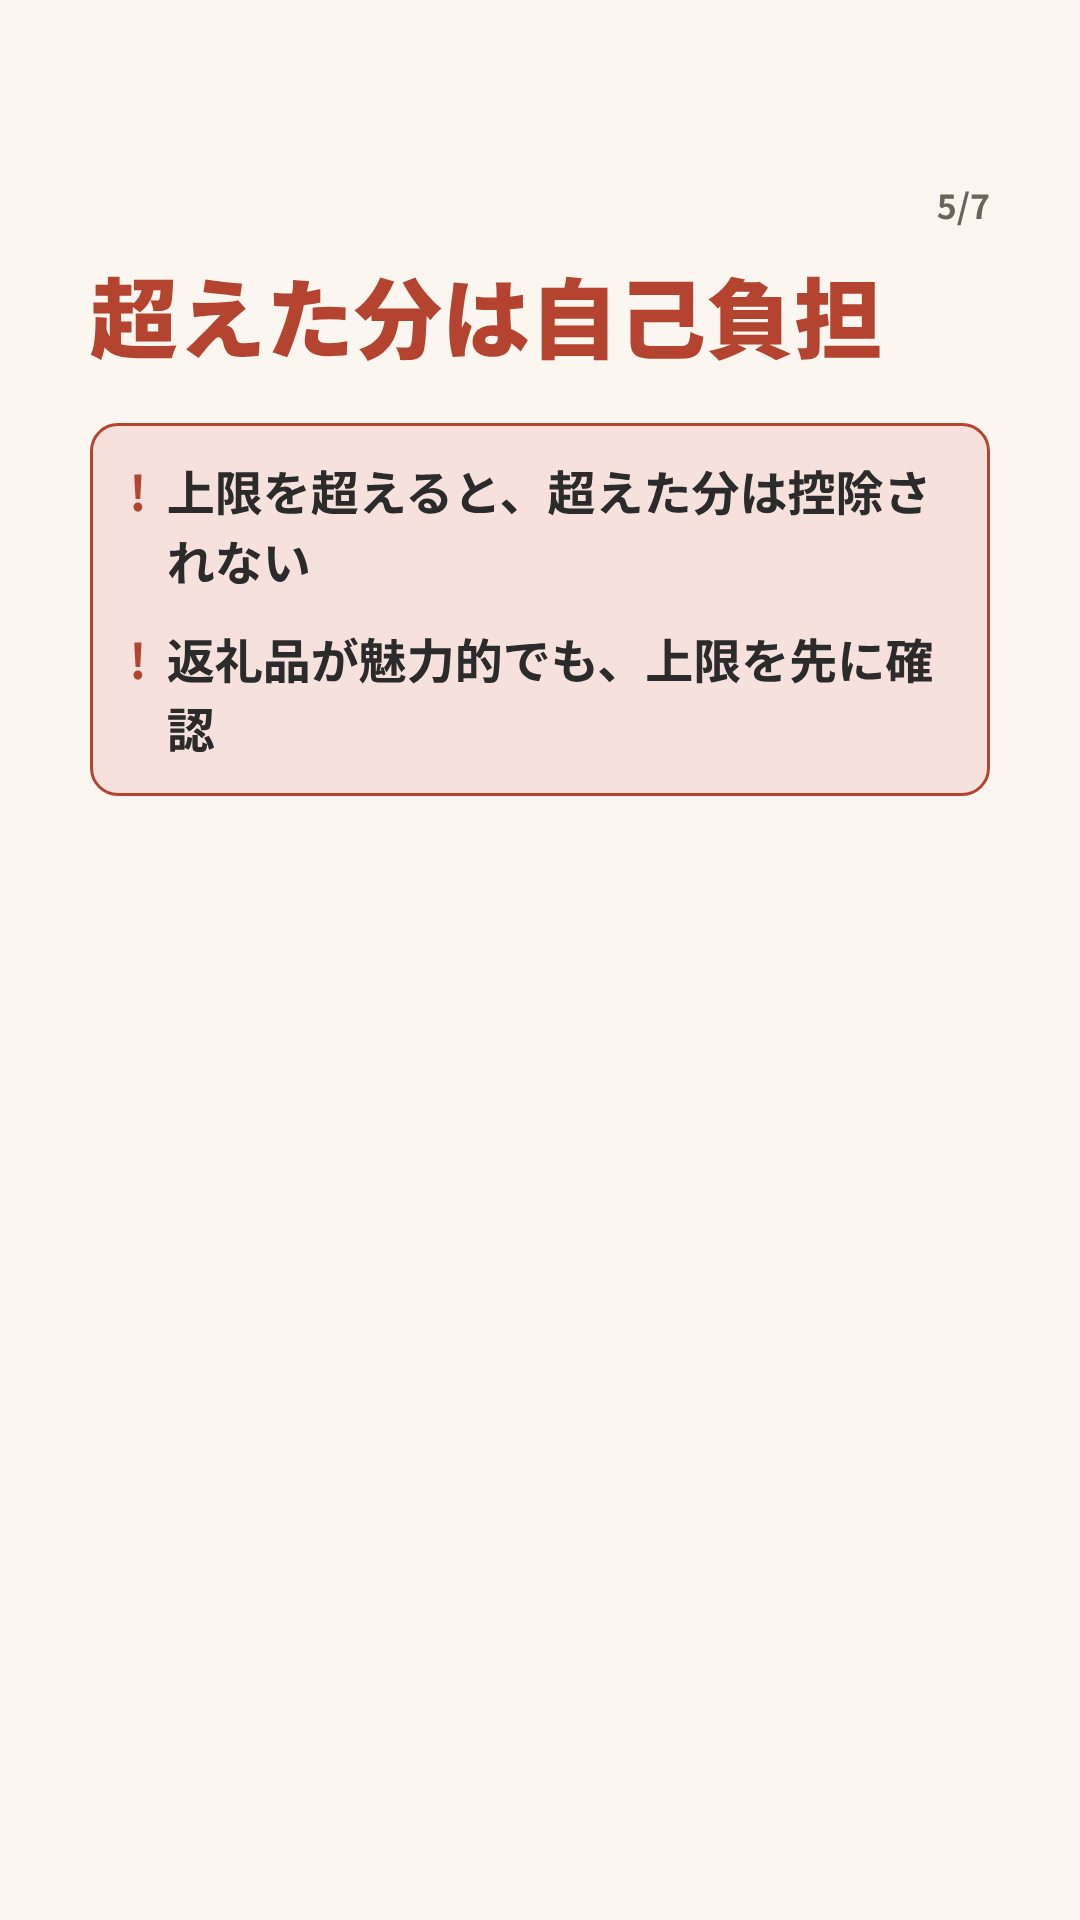 5/7
超えた分は自己負担
! 上限を超えると、超えた分は控除さ
れない
! 返礼品が魅力的でも、上限を先に確
認